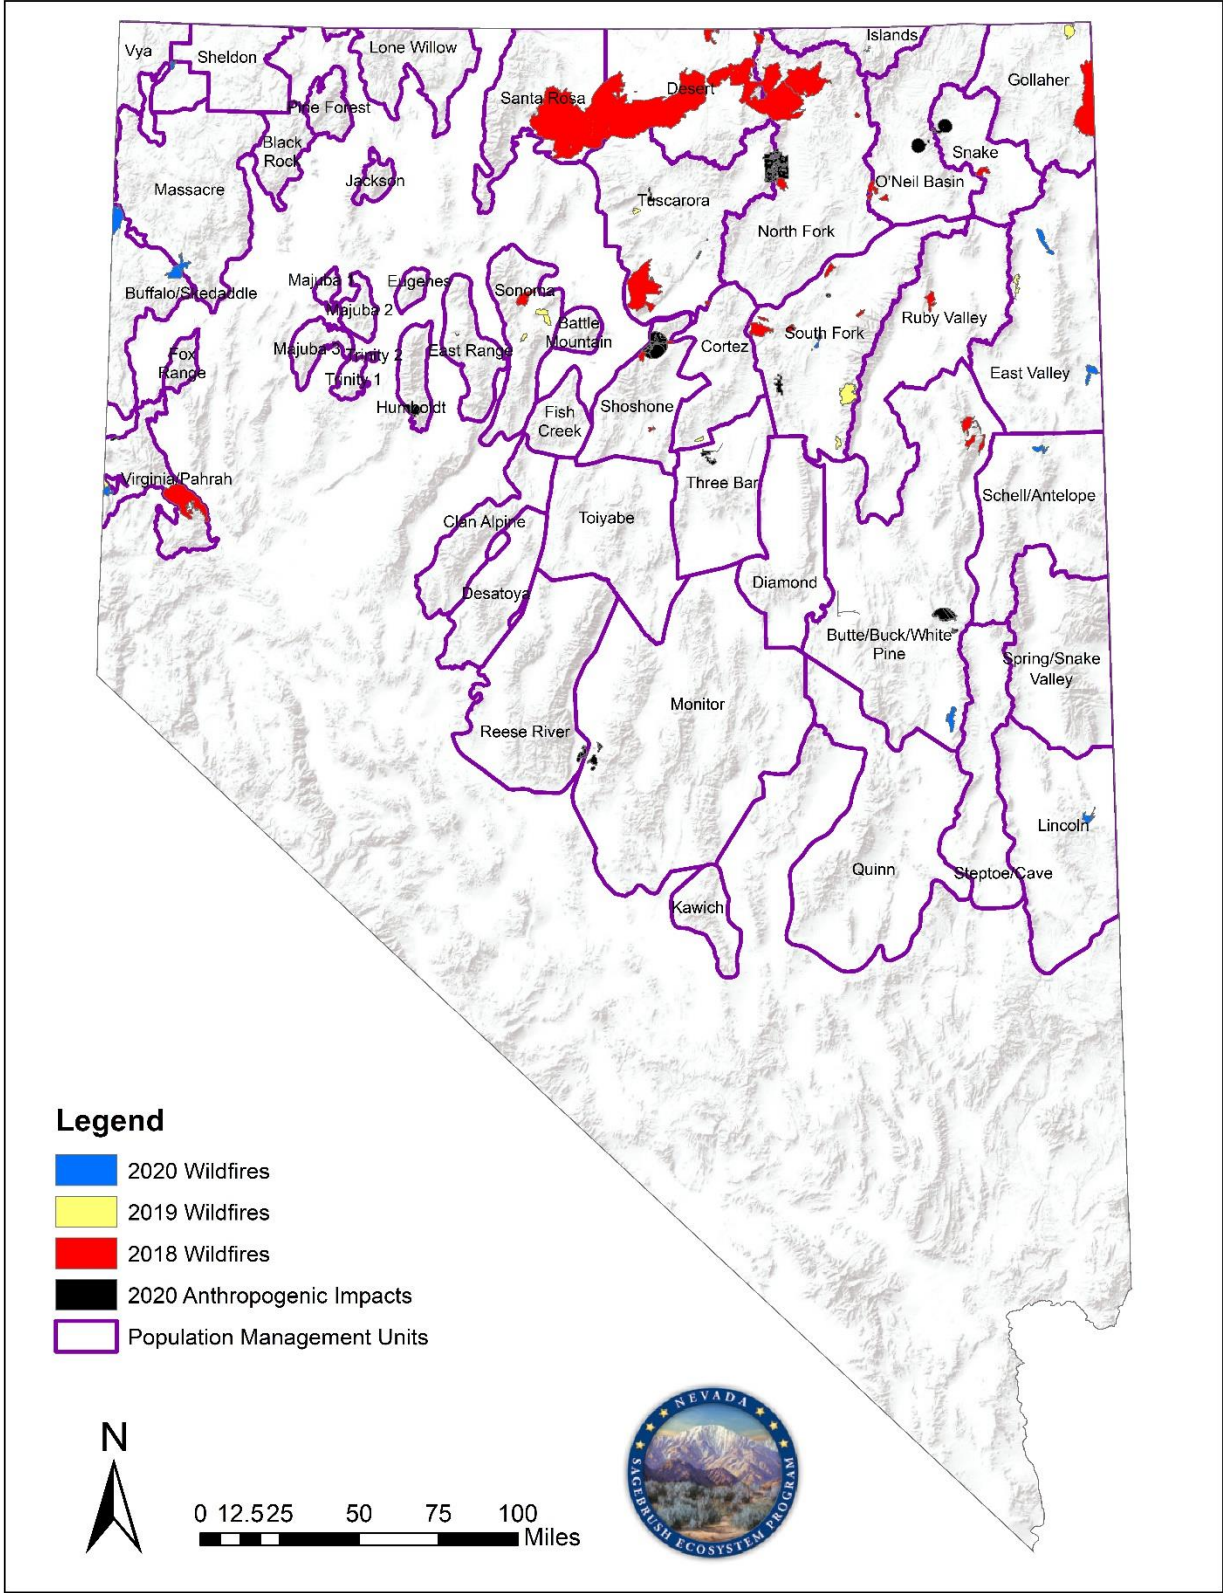 Islands
Vya
Sheldon
Lone Willow
Gollaher
Santa Rosa
Desert
Pine Forest
Black
Rock
Snake
Massacre
Jackson
O'Neil Basin
Tuscarora
North Fork
Majuba 1
Eugenes
Buffalo/Skedaddle
Sonoma
Majuba 2
Battle
Mountain
South Fork
Ruby Valley
Majuba 3
Trinity 2
East Range
Cortez
Fox
Range
Trinity 1
East Valley
Humboldt
Fish
Creek
Shoshone
Virginia/Pahrah
Three Bar
Schell/Antelope
Clan Alpine
Toiyabe
Desatoya
Diamond
Butte/Buck/White
Pine
Spring/Snake
Valley
Monitor
Reese River
Lincoln
Quinn
Steptoe/Cave
Kawich
Legend
2020 Wildfires
2019 Wildfires
2018 Wildfires
2020 Anthropogenic Impacts
Population Management Units
N
0 12.5 25 50 75 100
Miles
NEVADA
SAGEBRUSH ECOSYSTEM PROGRAM